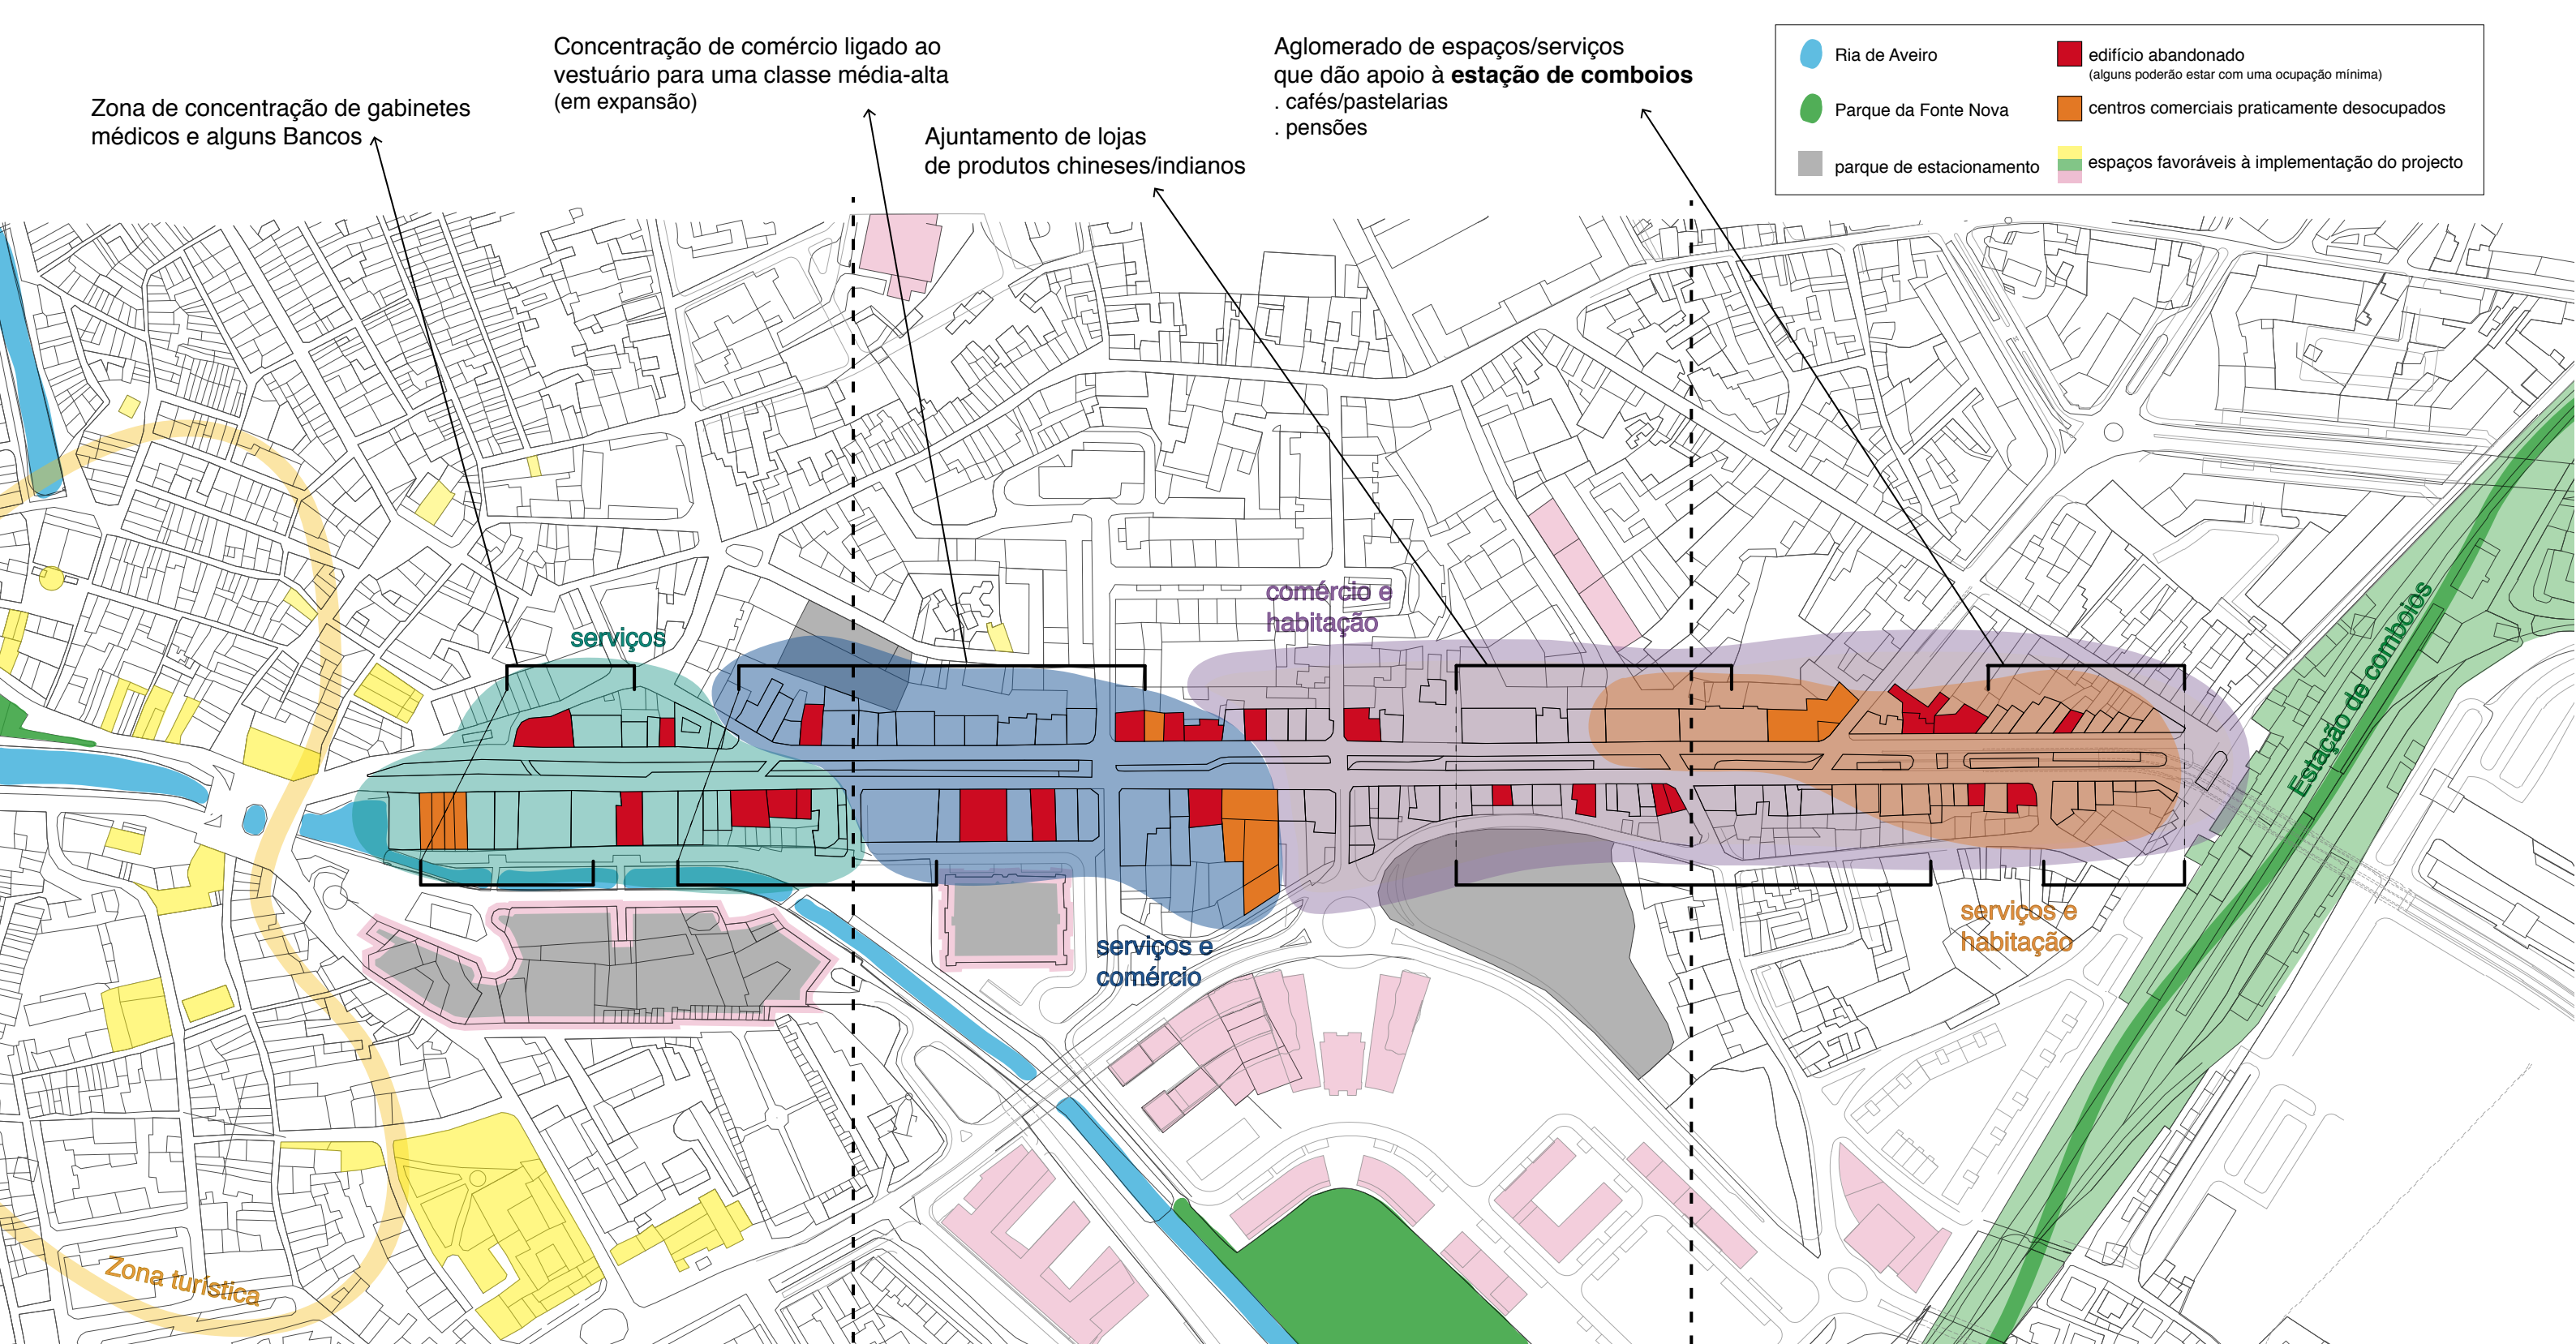 Zona de concentração de gabinetes
médicos e alguns Bancos
Concentração de comércio ligado ao
vestuário para uma classe média-alta
(em expansão)
Ajuntamento de lojas
de produtos chineses/indianos
Aglomerado de espaços/serviços
que dão apoio à estação de comboios
. cafés/pastelarias
. pensões
Ria de Aveiro
Parque da Fonte Nova
parque de estacionamento
edifício abandonado
(alguns poderão estar com uma ocupação mínima)
centros comerciais praticamente desocupados
espaços favoráveis à implementação do projecto
serviços
comércio e
habitação
Estação de comboios
serviços e
comércio
serviços e
habitação
Zona turística